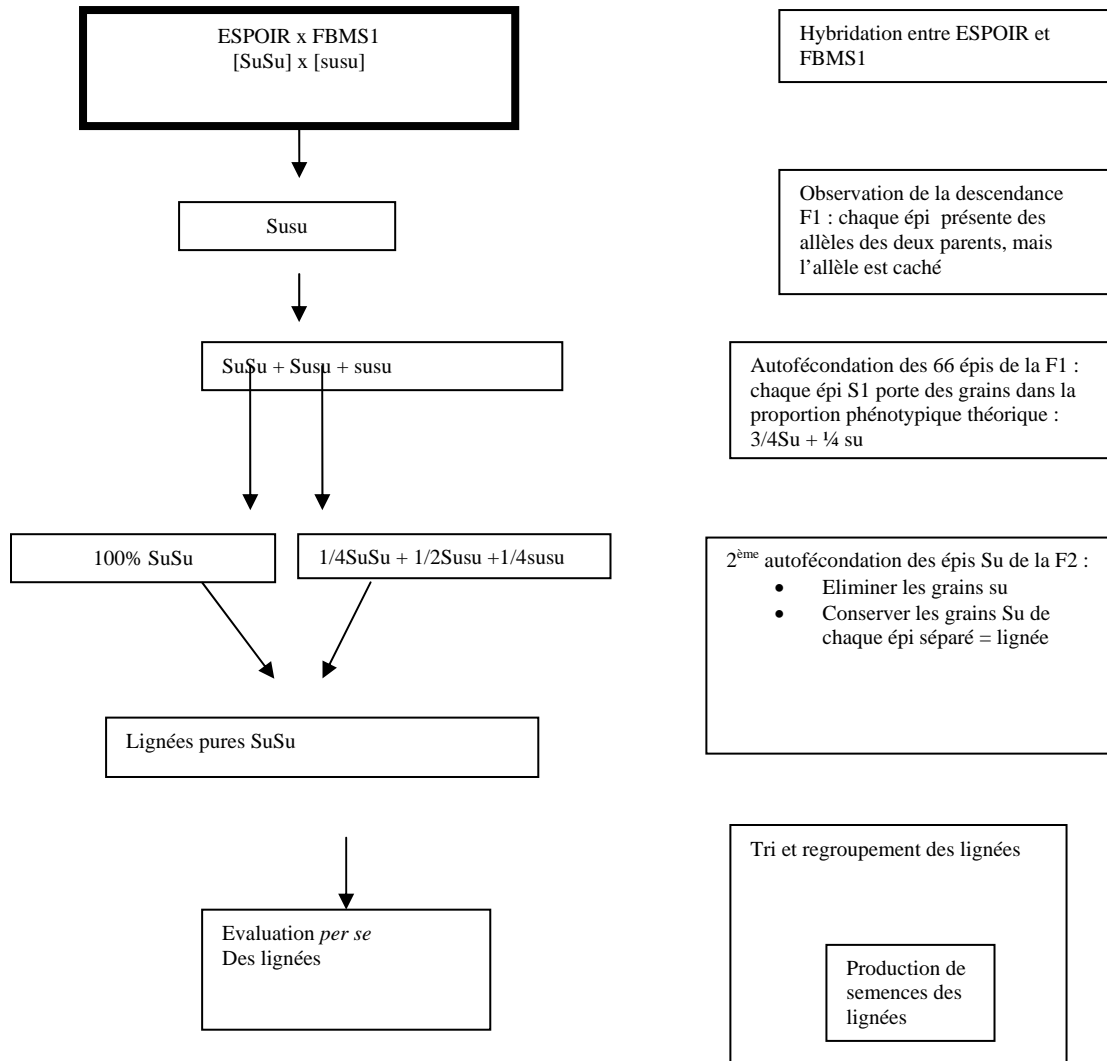 ESPOIR x FBMS1
[SuSu] x [susu]
Hybridation entre ESPOIR et
FBMS1
Susu
Observation de la descendance
F1 : chaque épi présente des
allèles des deux parents, mais
l’allèle est caché
SuSu + Susu + susu
Autofécondation des 66 épis de la F1 :
chaque épi S1 porte des grains dans la
proportion phénotypique théorique :
3/4Su + ¼ su
100% SuSu
1/4SuSu + 1/2Susu +1/4susu
2ème autofécondation des épis Su de la F2 :
• Eliminer les grains su
• Conserver les grains Su de
chaque épi séparé = lignée
Lignées pures SuSu
Tri et regroupement des lignées
Evaluation per se
Des lignées
Production de
semences des
lignées